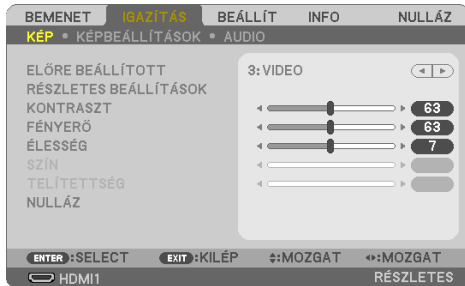 BEMENET IGAZÍTÁS BEÁLLÍT INFO NULLÁZ
KÉP • KÉPBEÁLLÍTÁSOK • AUDIO
ELŐRE BEÁLLÍTOTT 3: VIDEO
RÉSZLETES BEÁLLÍTÁSOK
KONTRASZT 63
FÉNYERŐ 63
ÉLESSÉG 7
SZÍN
TELÍTETTSÉG
NULLÁZ
ENTER :SELECT EXIT :KILÉP :MOZGAT :MOZGAT
HDMI1 RÉSZLETES